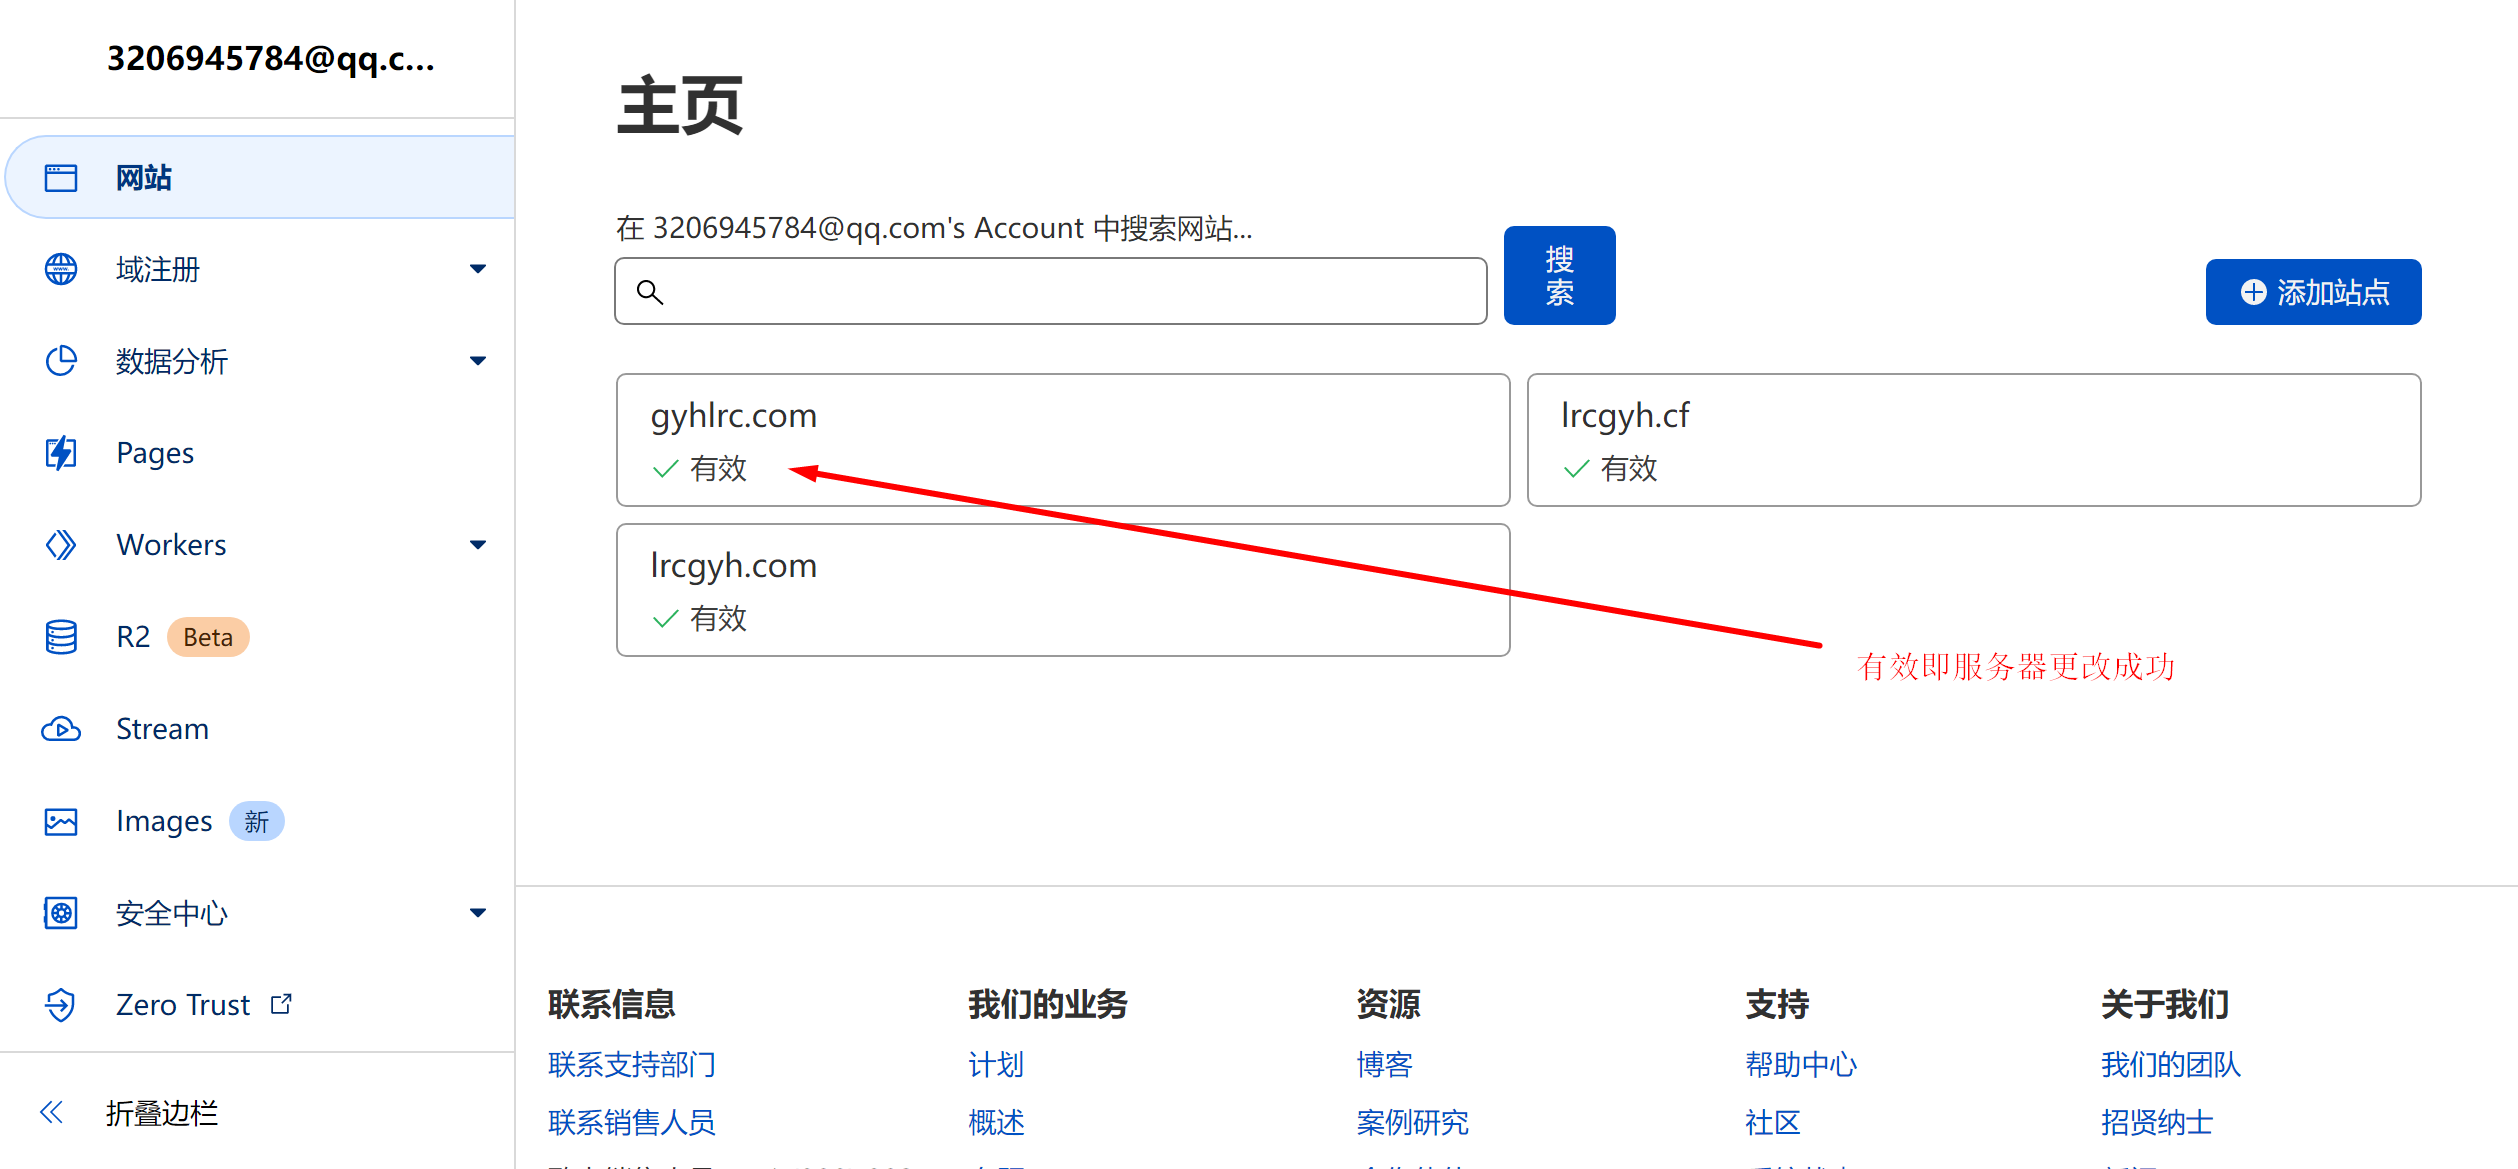 3206945784@qq.c...
网站
域注册
数据分析
Pages
Workers
R2 Beta
Stream
Images 新
安全中心
Zero Trust
折叠边栏
主页
在 3206945784@qq.com's Account 中搜索网站...
搜索
添加站点
gyhlrc.com
有效
lrcgyh.cf
有效
lrcgyh.com
有效
有效即服务器更改成功
联系信息
联系支持部门
联系销售人员
我们的业务
计划
概述
资源
博客
案例研究
支持
帮助中心
社区
关于我们
我们的团队
招贤纳士